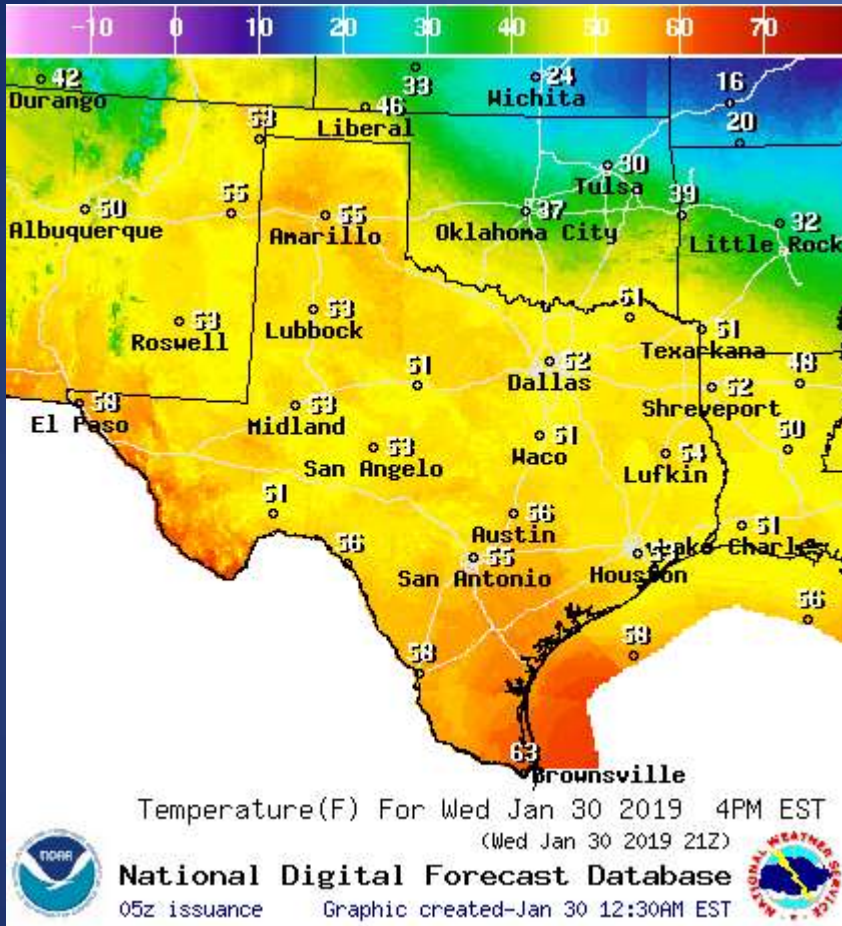 -10 0 10 20 30 40 50 60 70
42 33 24 16
Durango Wichita
46 20
53 Liberal
30
Tulsa
50 55 55 37 39 32
Albuquerque Amarillo Oklahoma City Little Rock
53 53 51 51
Roswell Lubbock Texarkana
51 52 52 48
Dallas Shreveport
58 53
El Paso Midland
53 51 54 50
San Angelo Waco Lufkin
51 56 51
Austin
56 55 Lake Charles
San Antonio Houston
56
58 58
63
Brownsville
Temperature(F) For Wed Jan 30 2019 4PM EST
(Wed Jan 30 2019 21Z)
National Digital Forecast Database
05z issuance Graphic created-Jan 30 12:30AM EST
NOAA
NATIONAL WEATHER SERVICE